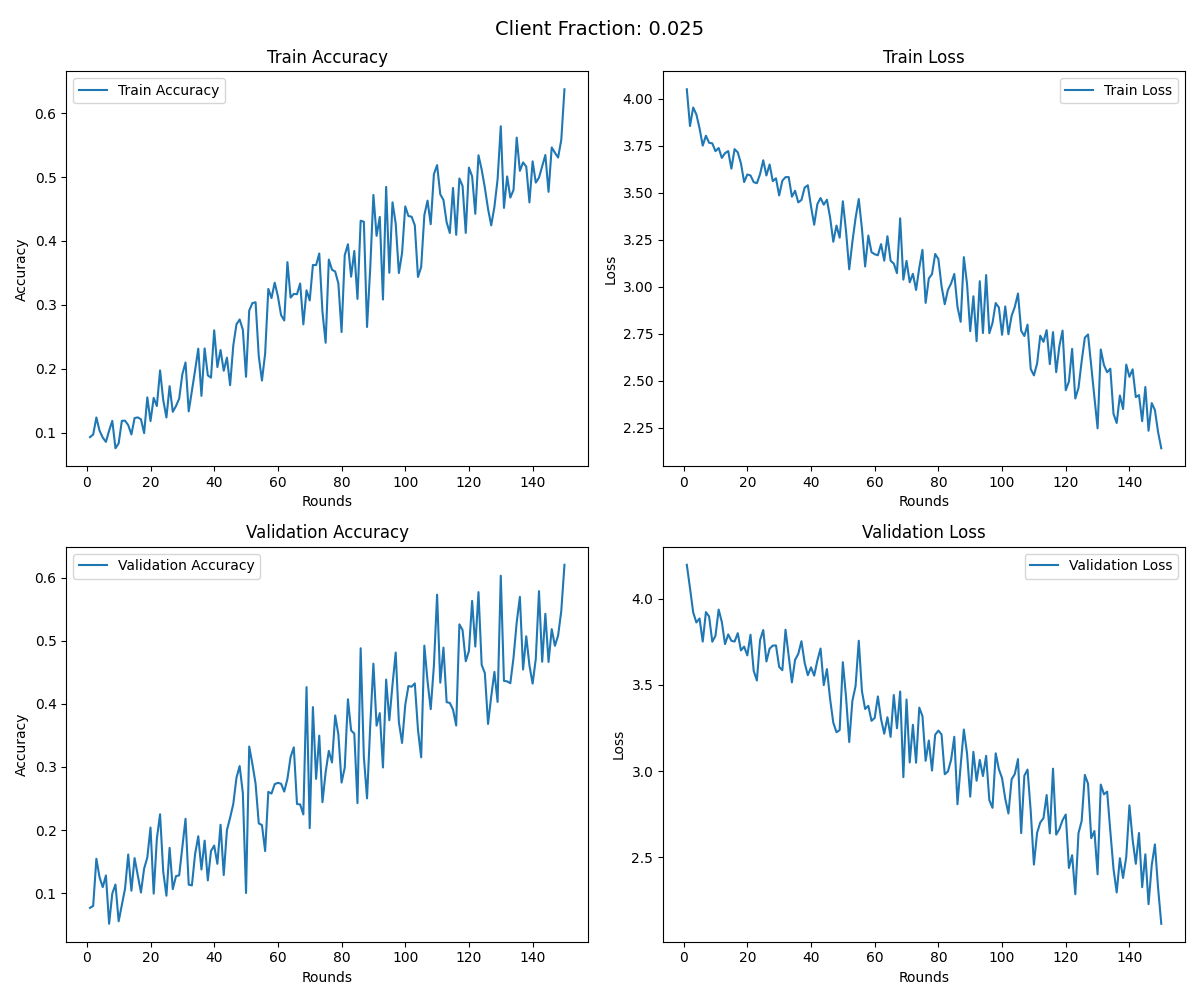 Client Fraction: 0.025
Train Accuracy
Train Accuracy
0.6
0.5
0.4
0.3
0.2
0.1
Accuracy
0 20 40 60 80 100 120 140
Rounds
Train Loss
Train Loss
4.00
3.75
3.50
3.25
3.00
2.75
2.50
2.25
Loss
0 20 40 60 80 100 120 140
Rounds
Validation Accuracy
Validation Accuracy
0.6
0.5
0.4
0.3
0.2
0.1
Accuracy
0 20 40 60 80 100 120 140
Rounds
Validation Loss
Validation Loss
4.0
3.5
3.0
2.5
Loss
0 20 40 60 80 100 120 140
Rounds